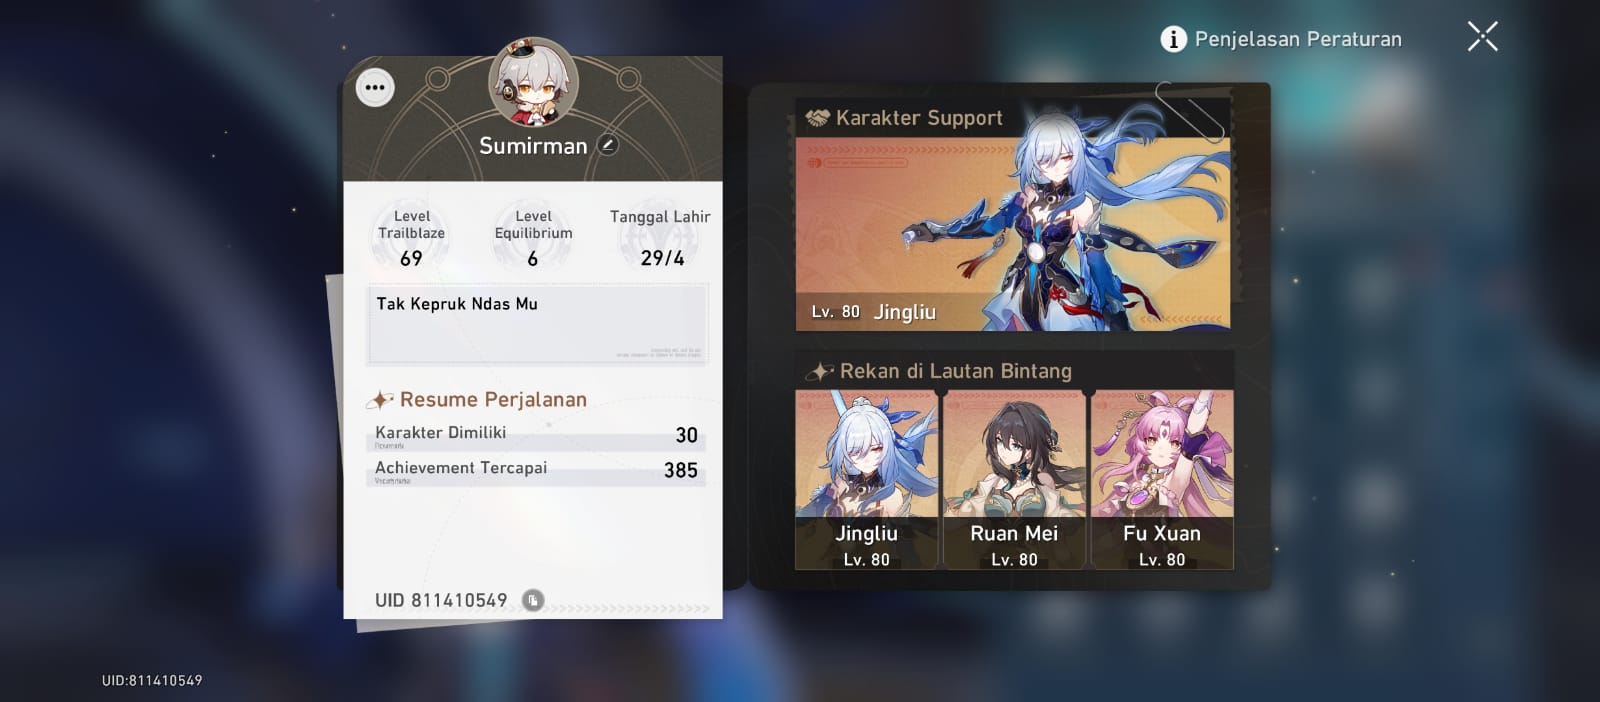 Penjelasan Peraturan
Sumirman
Level Trailblaze
69
Level Equilibrium
6
Tanggal Lahir
29/4
Tak Kepruk Ndas Mu
Resume Perjalanan
Karakter Dimiliki
30
Achievement Tercapai
385
UID 811410549
Karakter Support
Lv. 80 Jingliu
Rekan di Lautan Bintang
Jingliu
Lv. 80
Ruan Mei
Lv. 80
Fu Xuan
Lv. 80
UID:811410549